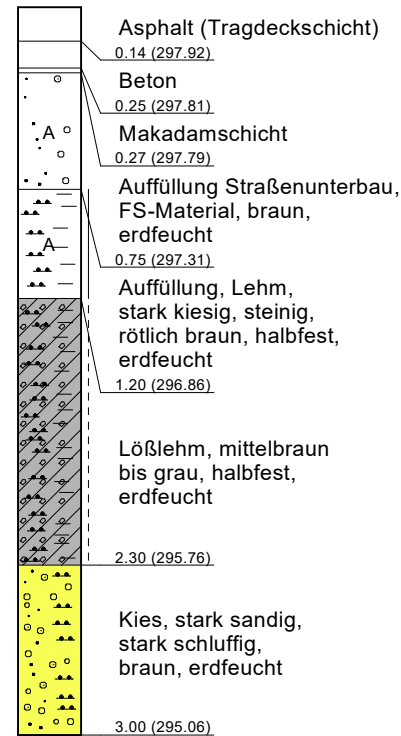 Asphalt (Tragdeckschicht)
0.14 (297.92)
Beton
0.25 (297.81)
A
Makadamschicht
0.27 (297.79)
Auffüllung Straßenunterbau,
FS-Material, braun,
erdfeucht
A
0.75 (297.31)
Auffüllung, Lehm,
stark kiesig, steinig,
rötlich braun, halbfest,
erdfeucht
1.20 (296.86)
Lößlehm, mittelbraun
bis grau, halbfest,
erdfeucht
2.30 (295.76)
Kies, stark sandig,
stark schluffig,
braun, erdfeucht
3.00 (295.06)